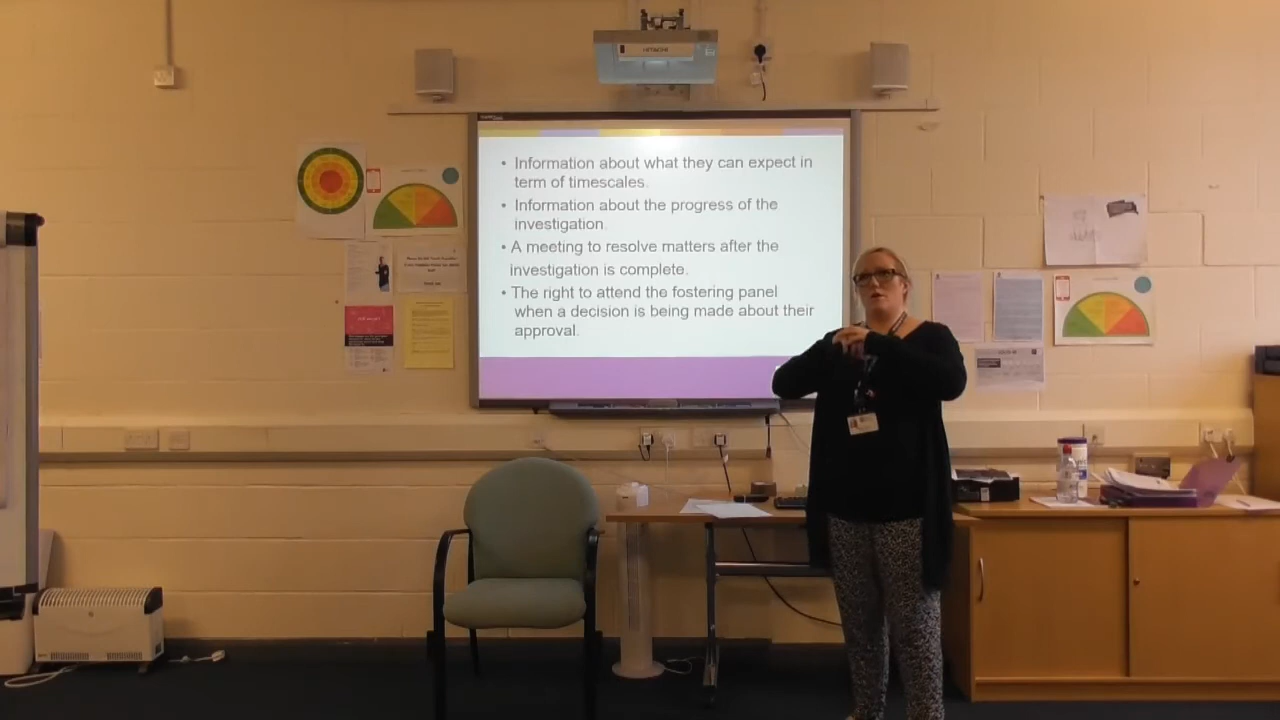 HITACHI
• Information about what they can expect in
term of timescales.
• Information about the progress of the
investigation.
• A meeting to resolve matters after the
investigation is complete.
• The right to attend the fostering panel
when a decision is being made about their
approval.